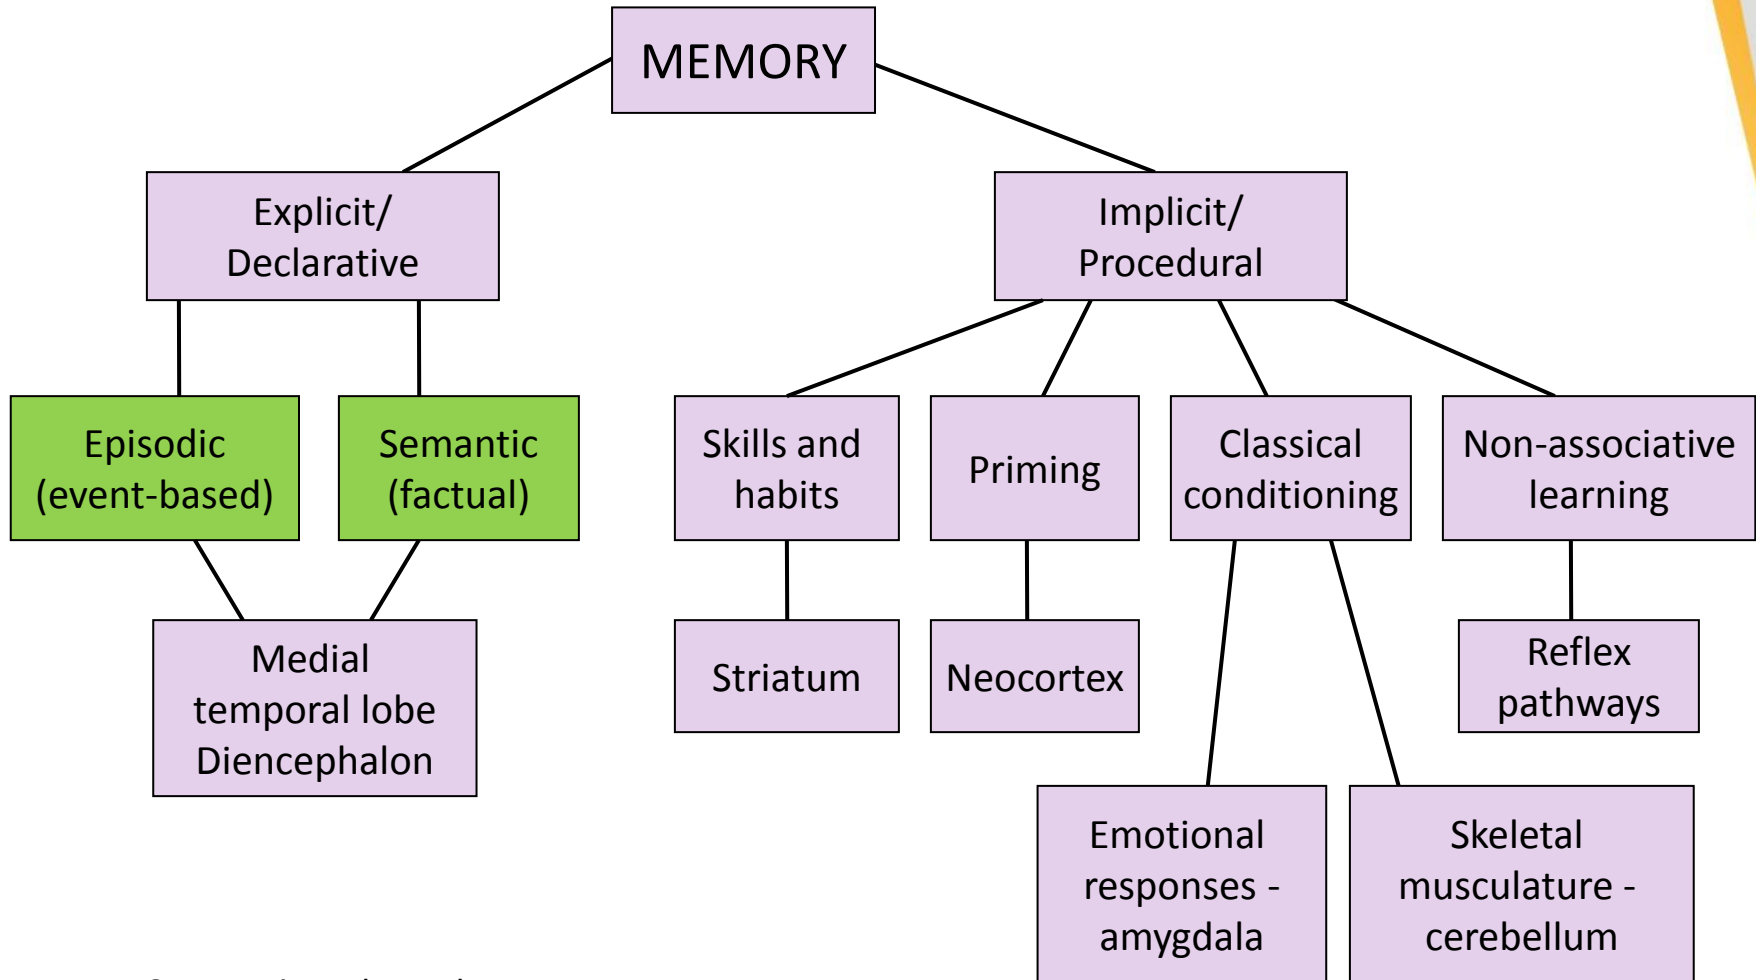 MEMORY
Explicit/
Declarative
Implicit/
Procedural
Episodic
(event-based)
Semantic
(factual)
Skills and
habits
Priming
Classical
conditioning
Non-associative
learning
Medial
temporal lobe
Diencephalon
Striatum
Neocortex
Reflex
pathways
Emotional
responses -
amygdala
Skeletal
musculature -
cerebellum